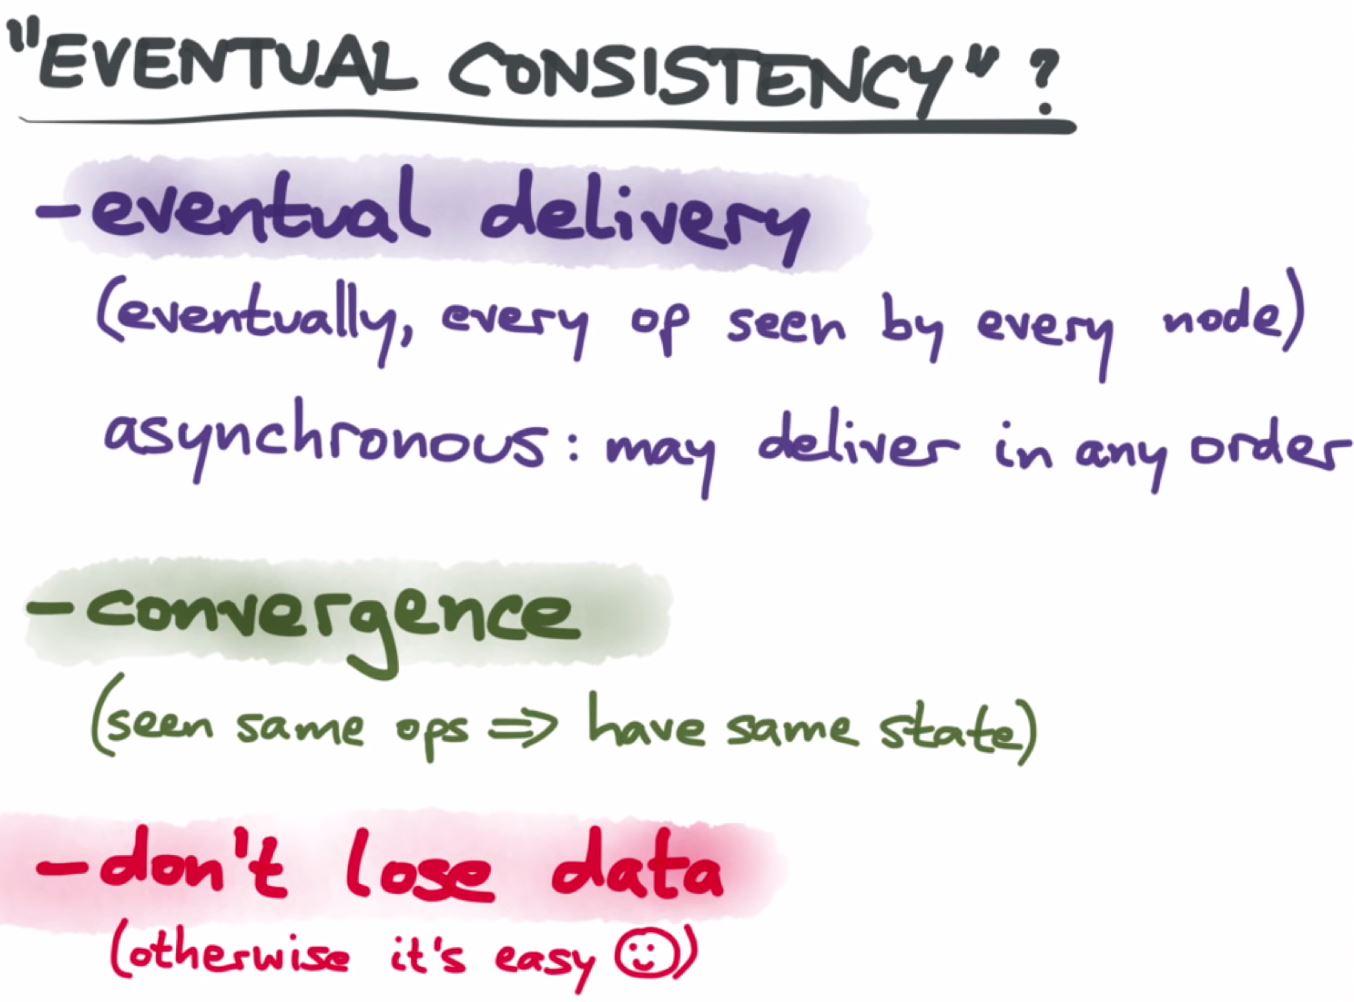 "EVENTUAL CONSISTENCY"?
- eventual delivery
(eventually, every op seen by every node)
asynchronous: may deliver in any order
- convergence
(seen same ops => have same state)
- don't lose data
(otherwise it's easy ☺)